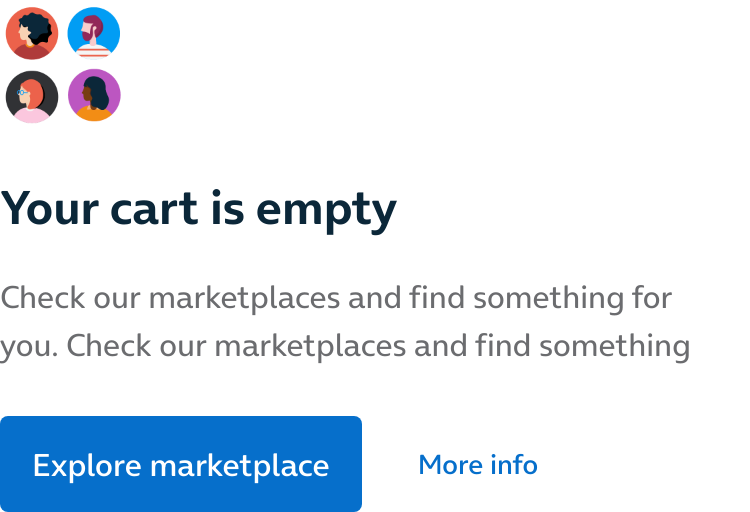 Your cart is empty
Check our marketplaces and find something for
you. Check our marketplaces and find something
Explore marketplace
More info